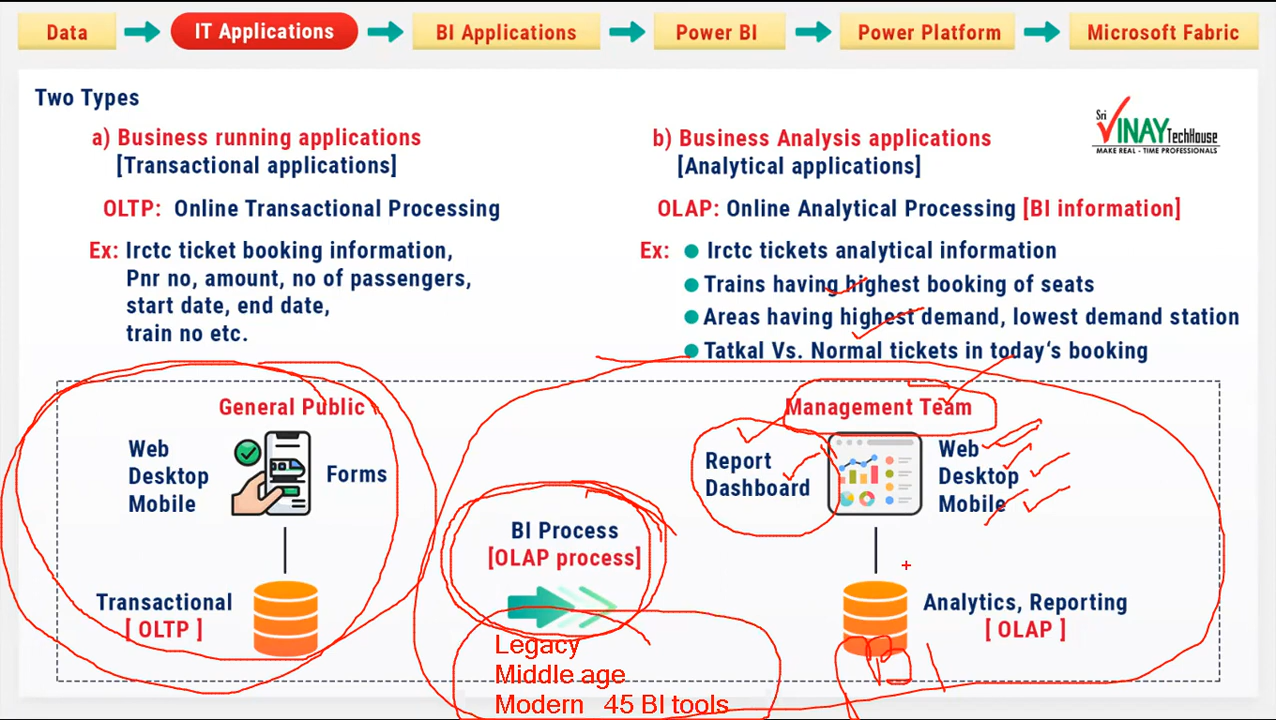 Data
IT Applications
BI Applications
Power BI
Power Platform
Microsoft Fabric
Two Types
Sri
VINAY TechHouse
MAKE REAL - TIME PROFESSIONALS
a) Business running applications
[Transactional applications]
OLTP: Online Transactional Processing
Ex: Irctc ticket booking information,
Pnr no, amount, no of passengers,
start date, end date,
train no etc.
b) Business Analysis applications
[Analytical applications]
OLAP: Online Analytical Processing [BI information]
Ex: ● Irctc tickets analytical information
● Trains having highest booking of seats
● Areas having highest demand, lowest demand station
● Tatkal Vs. Normal tickets in today's booking
General Public
Web
Desktop
Mobile
Forms
Transactional
[ OLTP ]
BI Process
[OLAP process]
Legacy
Middle age
Modern 45 BI tools
Management Team
Report
Dashboard
Web
Desktop
Mobile
Analytics, Reporting
[ OLAP ]